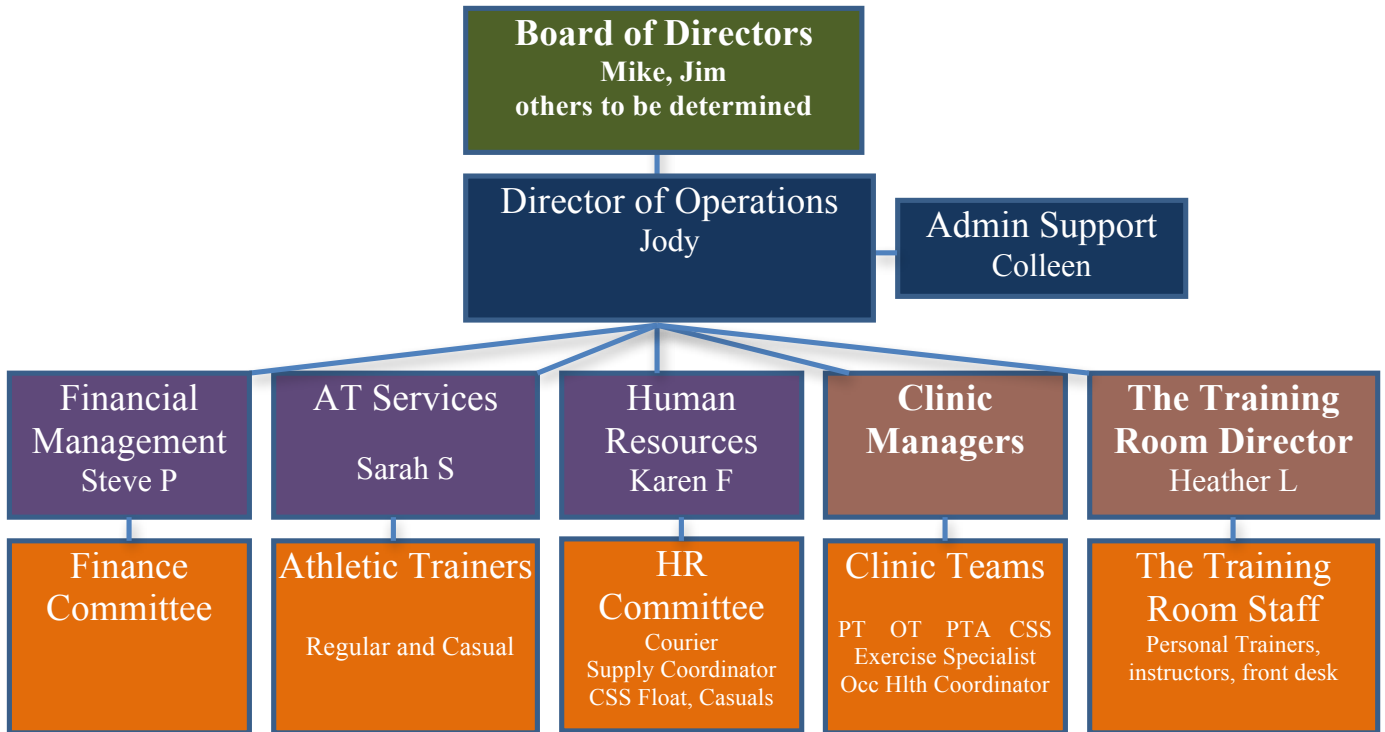 Board of Directors
Mike, Jim
others to be determined
Director of Operations
Jody
Admin Support
Colleen
Financial
Management
Steve P
AT Services
Sarah S
Human
Resources
Karen F
Clinic
Managers
The Training
Room Director
Heather L
Finance
Committee
Athletic Trainers
Regular and Casual
HR
Committee
Courier
Supply Coordinator
CSS Float, Casuals
Clinic Teams
PT OT PTA CSS
Exercise Specialist
Occ Hlth Coordinator
The Training
Room Staff
Personal Trainers,
instructors, front desk